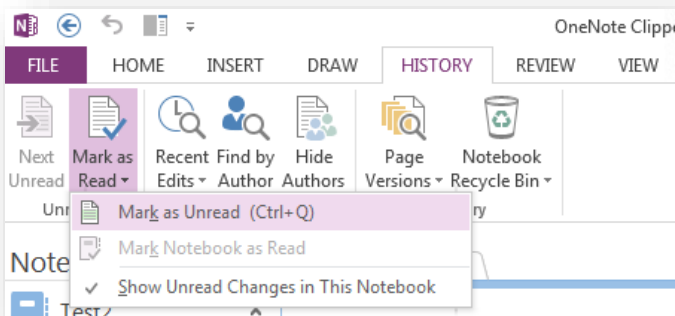 OneNote Clipp
FILE HOME INSERT DRAW HISTORY REVIEW VIEW
Next Unread
Mark as Read
Recent Edits
Find by Author
Hide Authors
Page Versions
Notebook Recycle Bin
Mark as Unread (Ctrl+Q)
Mark Notebook as Read
Show Unread Changes in This Notebook
Note
Test2